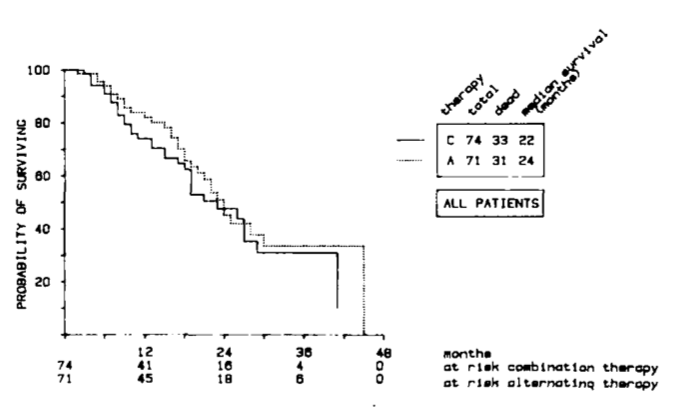 therapy total dead median survival (months)
C 74 33 22
A 71 31 24
ALL PATIENTS
PROBABILITY OF SURVIVING
100
80
60
40
20
12 24 36 48 months
74 41 16 4 0 at risk combination therapy
71 45 18 6 0 at risk alternating therapy